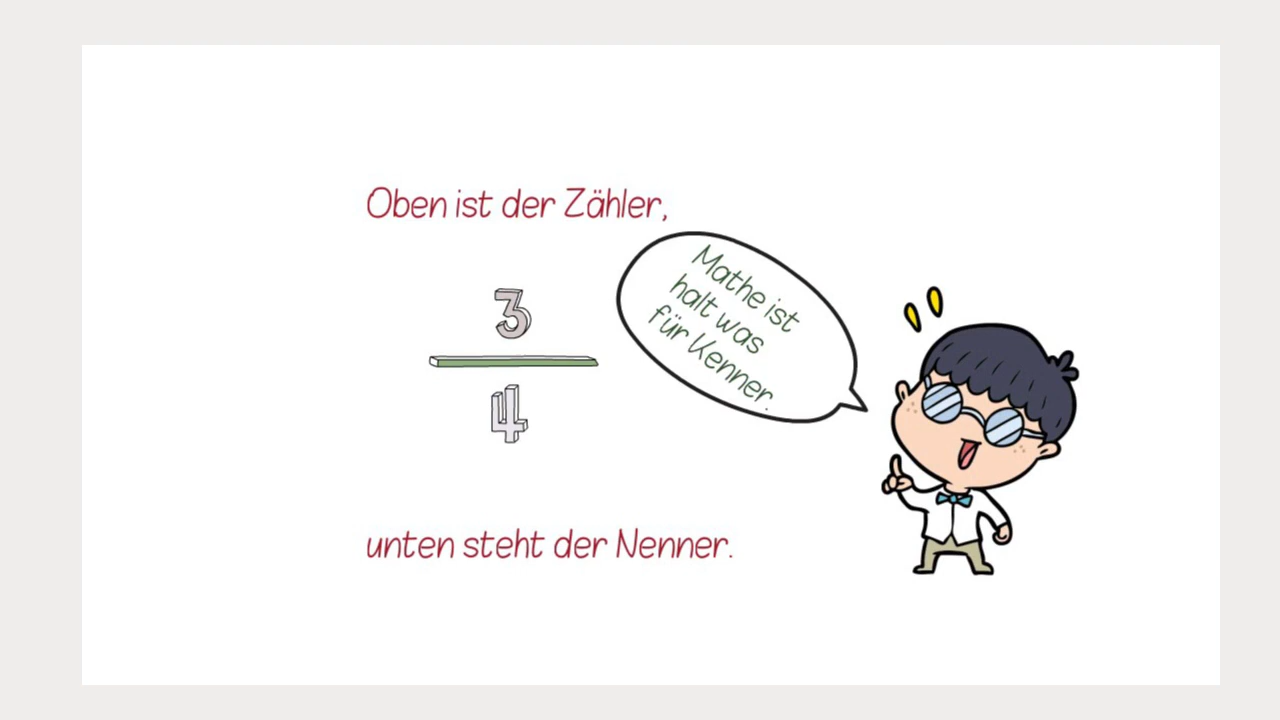 Oben ist der Zähler,
3
4
Mathe ist
halt was
für Kenner.
unten steht der Nenner.